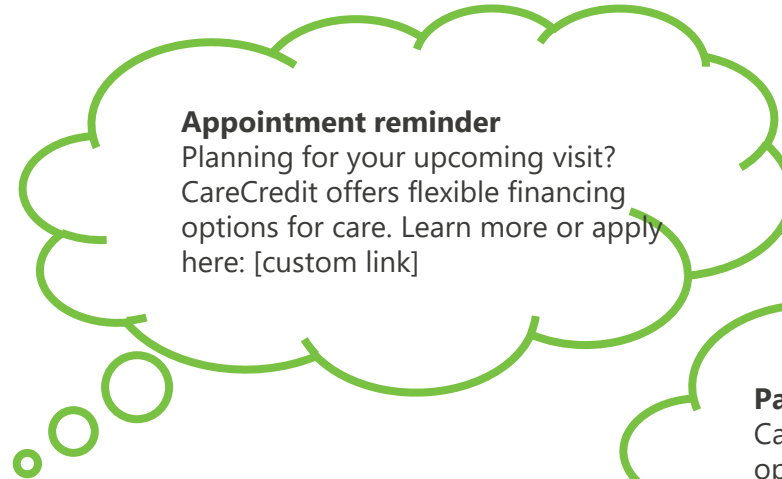 Appointment reminder
Planning for your upcoming visit?
CareCredit offers flexible financing
options for care. Learn more or apply
here: [custom link]